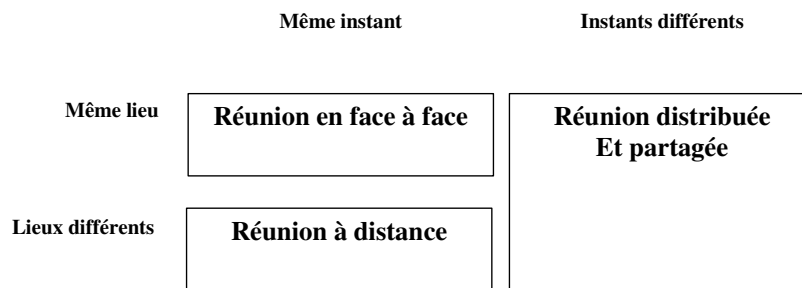 Même instant
Instants différents
Même lieu
Réunion en face à face
Réunion distribuée
Et partagée
Lieux différents
Réunion à distance